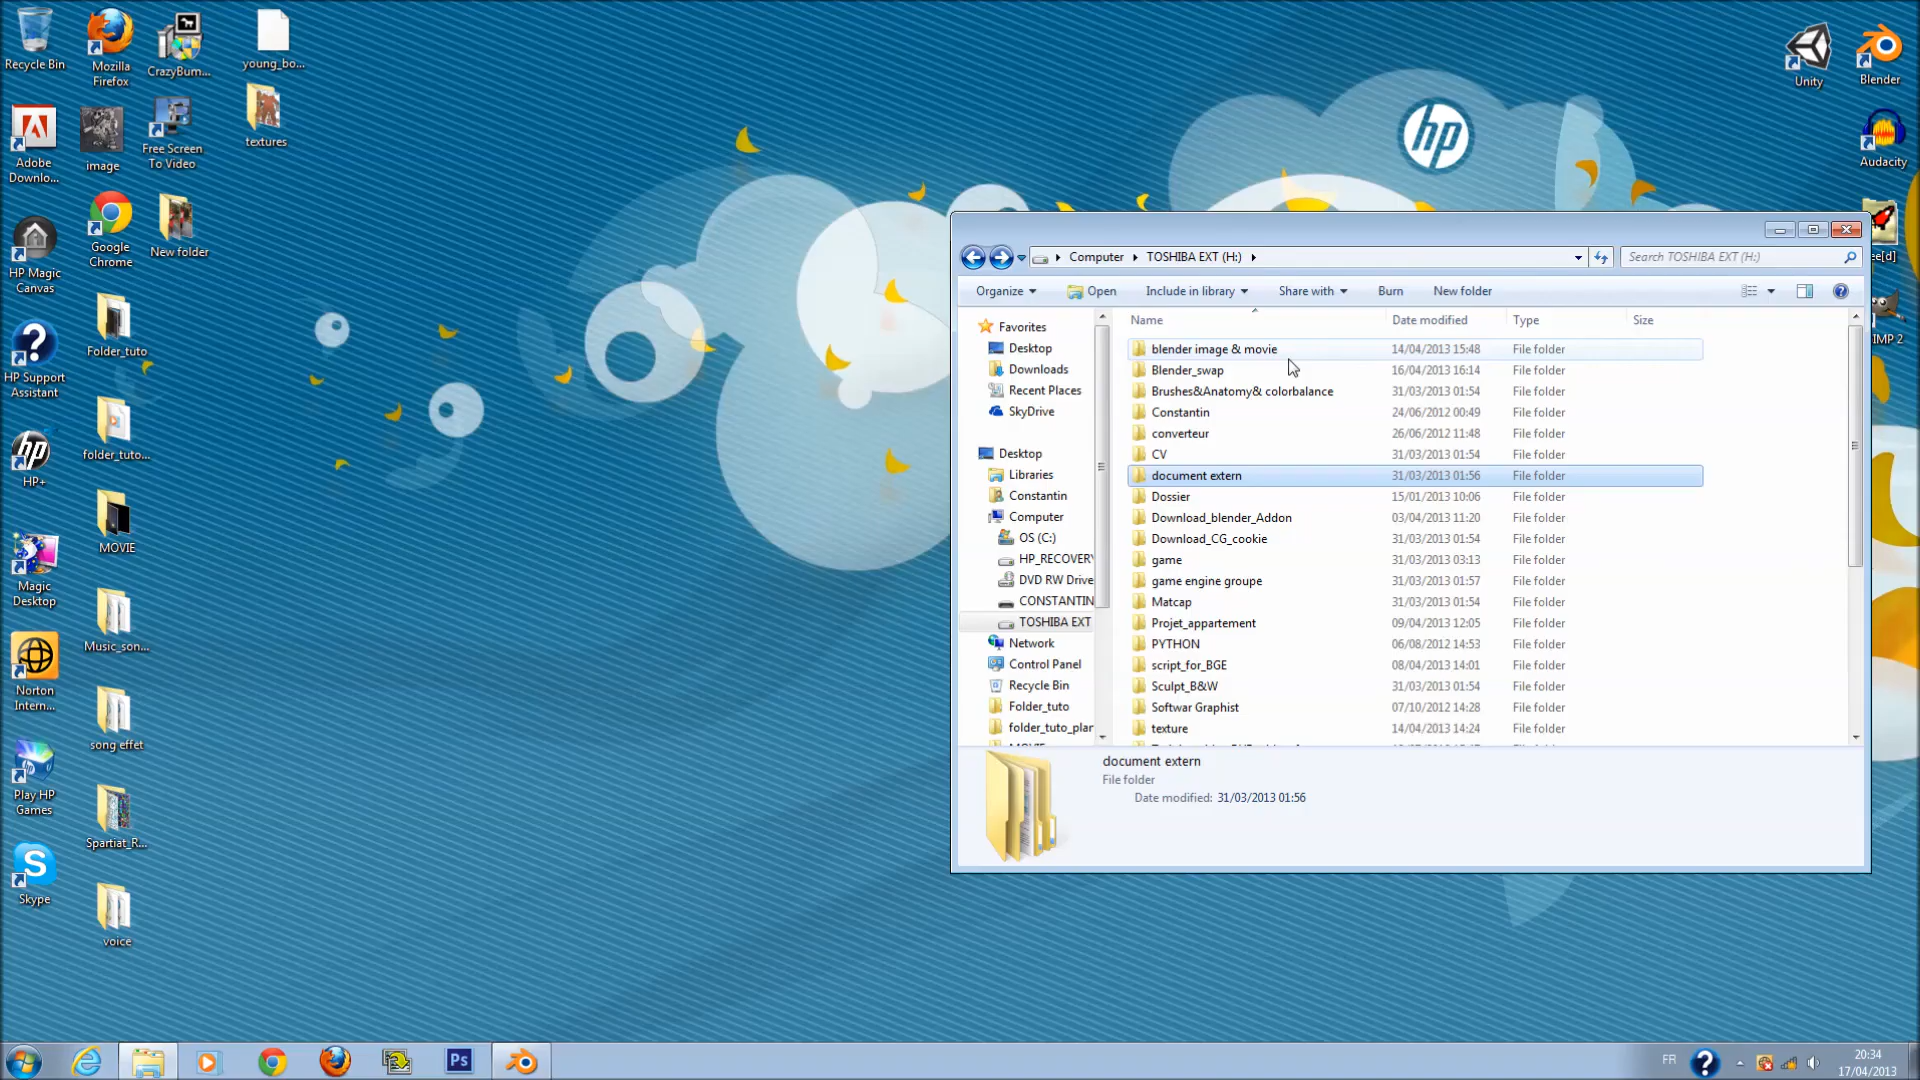 Recycle Bin
Mozilla
Firefox
CrazyBum...
young_bo...
Adobe
Downlo...
image
Free Screen
To Video
textures
HP Magic
Canvas
Google
Chrome
New folder
HP Support
Assistant
Folder_tuto
HP+
folder_tuto...
Magic
Desktop
MOVIE
Norton
Intern...
Music_son...
Play HP
Games
song effet
Skype
Spartiat_R...
voice
hp
Unity
Blender
Audacity
ee[d]
IMP 2
Computer
TOSHIBA EXT (H:)
Search TOSHIBA EXT (H:)
Organize Open Include in library Share with Burn New folder
Name Date modified Type Size
Favorites
Desktop
Downloads
Recent Places
SkyDrive
Desktop
Libraries
Constantin
Computer
OS (C:)
HP_RECOVERY
DVD RW Drive
CONSTANTIN
TOSHIBA EXT
Network
Control Panel
Recycle Bin
Folder_tuto
folder_tuto_plan
blender image & movie 14/04/2013 15:48 File folder
Blender_swap 16/04/2013 16:14 File folder
Brushes&Anatomy& colorbalance 31/03/2013 01:54 File folder
Constantin 24/06/2012 00:49 File folder
converteur 26/06/2012 11:48 File folder
CV 31/03/2013 01:54 File folder
document extern 31/03/2013 01:56 File folder
Dossier 15/01/2013 10:06 File folder
Download_blender_Addon 03/04/2013 11:20 File folder
Download_CG_cookie 31/03/2013 01:54 File folder
game 31/03/2013 03:13 File folder
game engine groupe 31/03/2013 01:57 File folder
Matcap 31/03/2013 01:54 File folder
Projet_appartement 09/04/2013 12:05 File folder
PYTHON 06/08/2012 14:53 File folder
script_for_BGE 08/04/2013 14:01 File folder
Sculpt_B&W 31/03/2013 01:54 File folder
Softwar Graphist 07/10/2012 14:28 File folder
texture 14/04/2013 14:24 File folder
document extern
File folder
Date modified: 31/03/2013 01:56
Ps
FR
20:34
17/04/2013